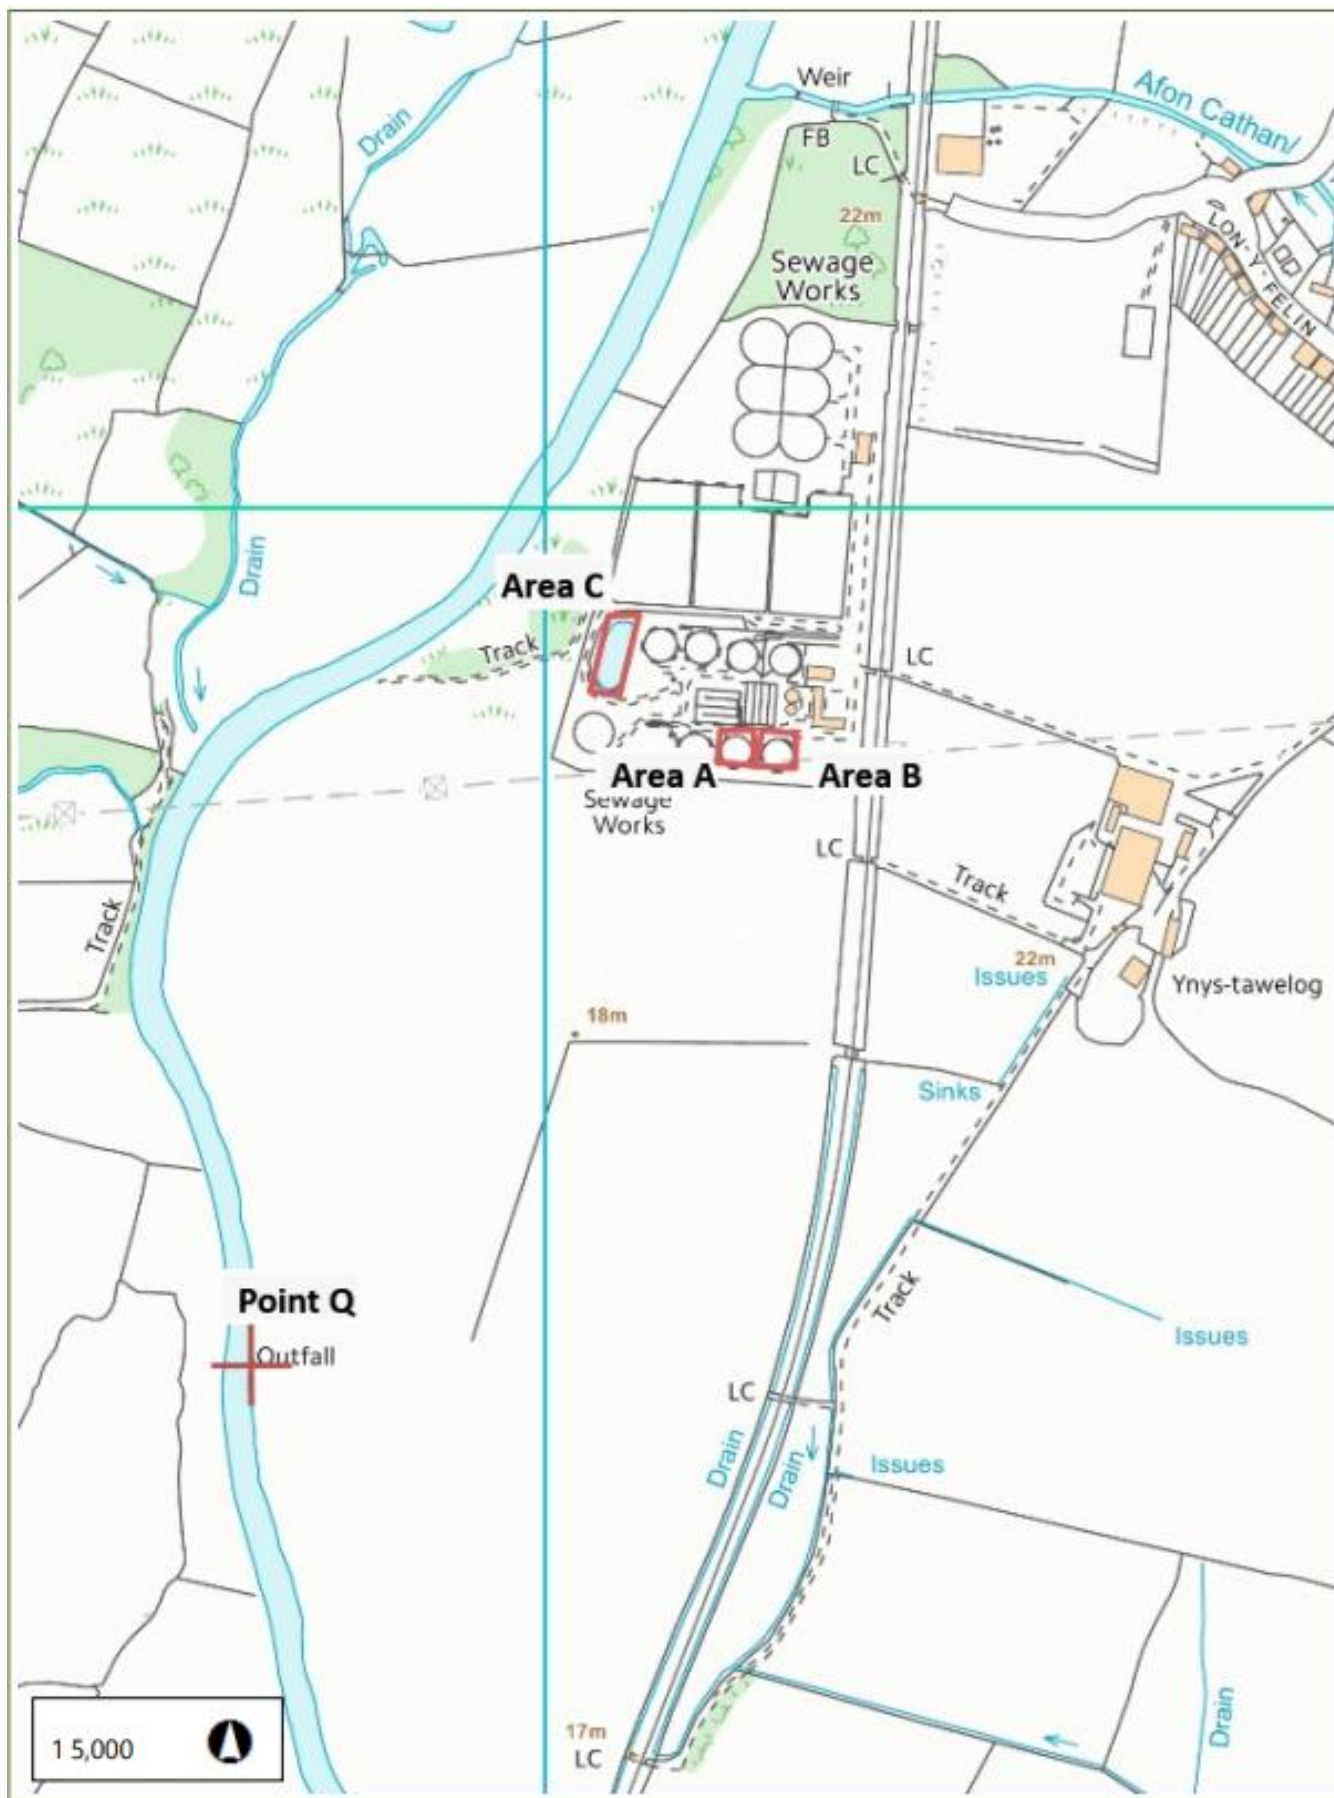 Weir
Afon Cathan/
Drain
FB
LC
22m
LON-Y-FELIN
Sewage
Works
Drain
Area C
Track
LC
Area A
Area B
Sewage
Works
LC
Track
Track
22m
Issues
Ynys-tawelog
18m
Sinks
Point Q
Outfall
Track
Issues
LC
Drain
Drain
Issues
Drain
17m
LC
1 5,000